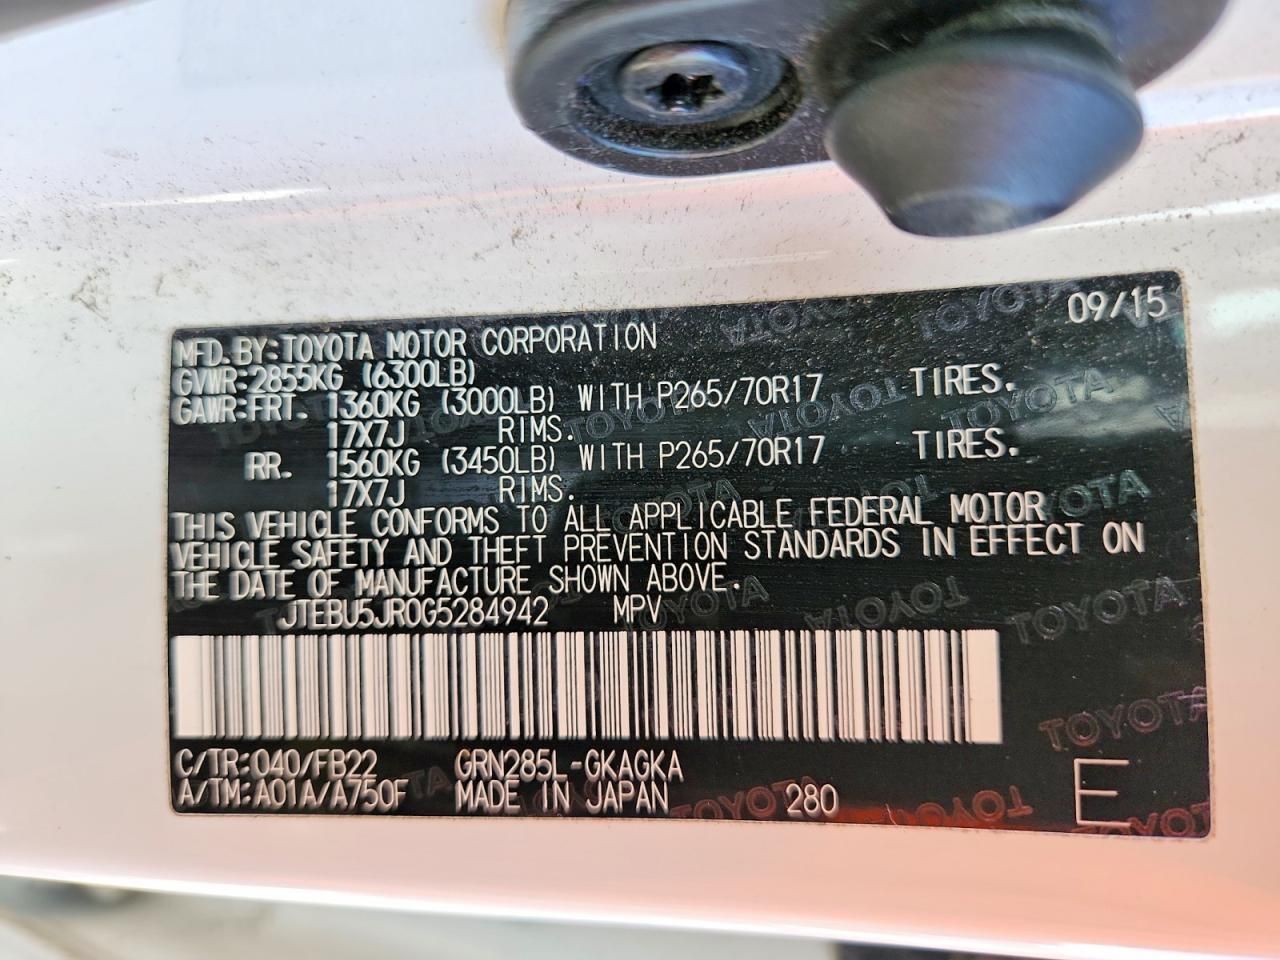 09/15
MFD. BY: TOYOTA MOTOR CORPORATION
GVWR: 2855KG (6300LB)
GAWR: FRT. 1360KG (3000LB) WITH P265/70R17 TIRES.
17X7J RIMS.
RR. 1560KG (3450LB) WITH P265/70R17 TIRES.
17X7J RIMS.
THIS VEHICLE CONFORMS TO ALL APPLICABLE FEDERAL MOTOR
VEHICLE SAFETY AND THEFT PREVENTION STANDARDS IN EFFECT ON
THE DATE OF MANUFACTURE SHOWN ABOVE.
JTEBU5JR0G5284942 MPV
C/TR: 040/FB22 GRN285L-GKAGKA
A/TM: A01A/A750F MADE IN JAPAN 280 E